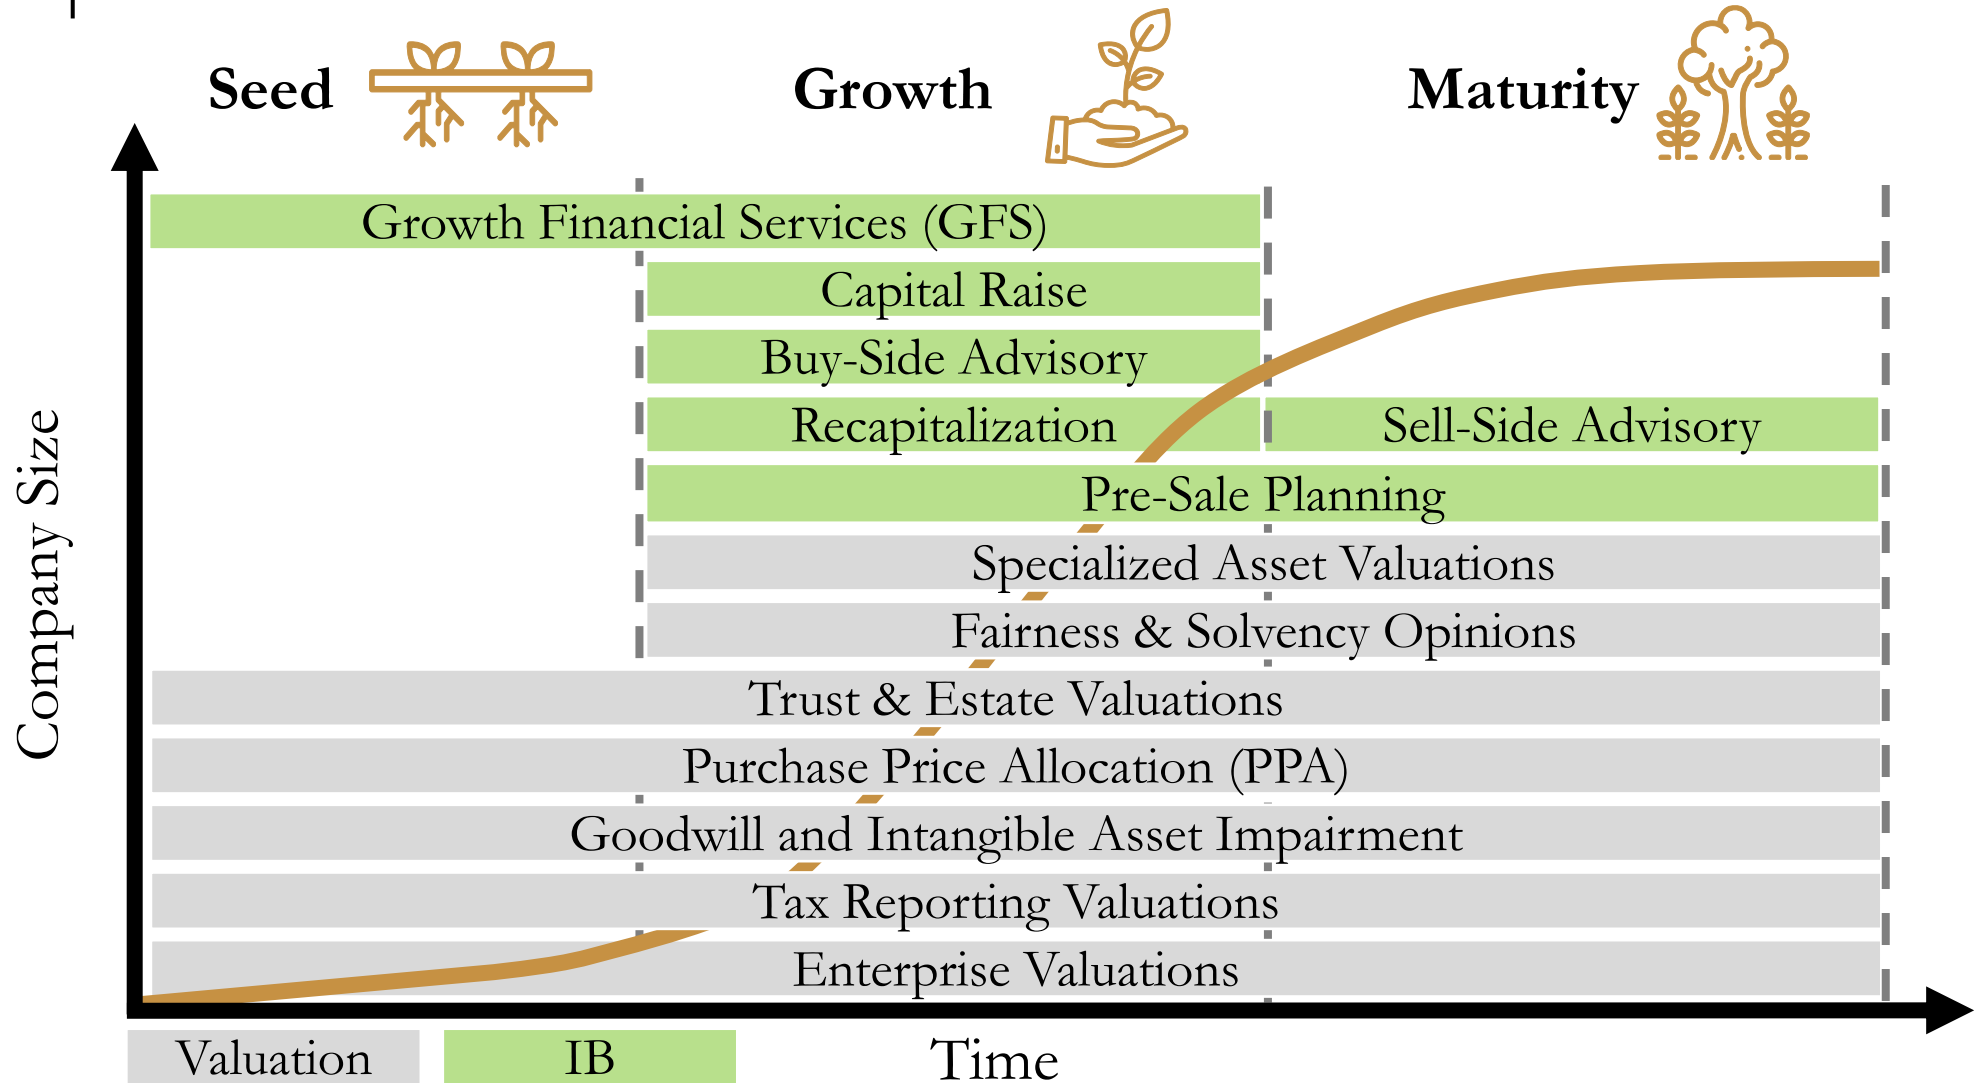 Seed
Growth
Maturity
Growth Financial Services (GFS)
Capital Raise
Buy-Side Advisory
Recapitalization
Sell-Side Advisory
Pre-Sale Planning
Specialized Asset Valuations
Fairness & Solvency Opinions
Trust & Estate Valuations
Purchase Price Allocation (PPA)
Goodwill and Intangible Asset Impairment
Tax Reporting Valuations
Enterprise Valuations
Company Size
Valuation
IB
Time